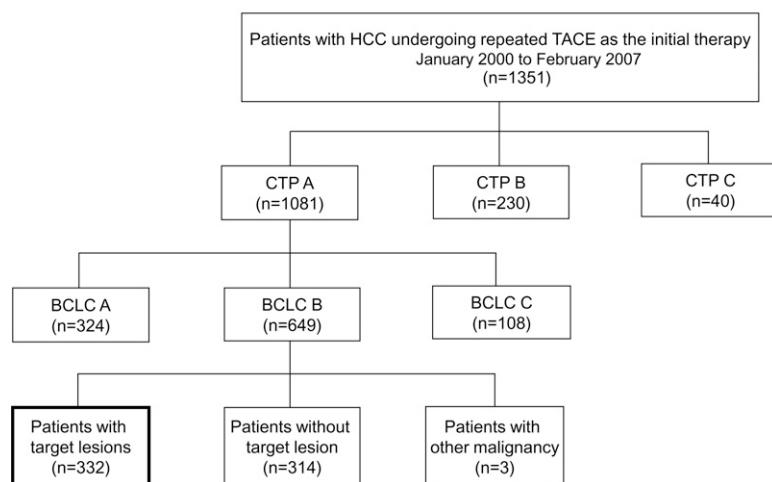 Patients with HCC undergoing repeated TACE as the initial therapy
January 2000 to February 2007
(n=1351)
CTP A
(n=1081)
CTP B
(n=230)
CTP C
(n=40)
BCLC A
(n=324)
BCLC B
(n=649)
BCLC C
(n=108)
Patients with
target lesions
(n=332)
Patients without
target lesion
(n=314)
Patients with
other malignancy
(n=3)